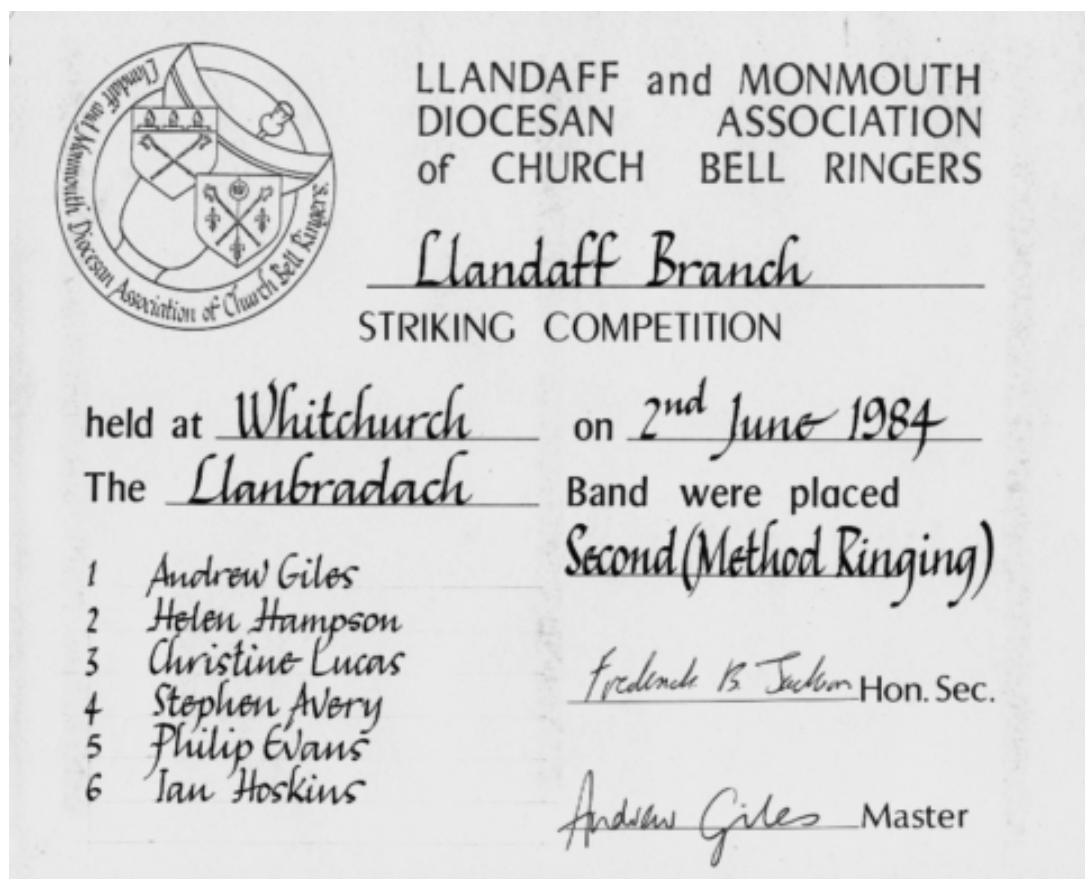 Llandaff and Monmouth Diocesan Association of Church Bell Ringers
LLANDAFF and MONMOUTH
DIOCESAN ASSOCIATION
of CHURCH BELL RINGERS
Llandaff Branch
STRIKING COMPETITION
held at Whitchurch on 2nd June 1984
The Llanbradach Band were placed
Second (Method Ringing)
1 Andrew Giles
2 Helen Hampson
3 Christine Lucas
4 Stephen Avery
5 Philip Evans
6 Ian Hoskins
Frederick B. Jackson Hon. Sec.
Andrew Giles Master